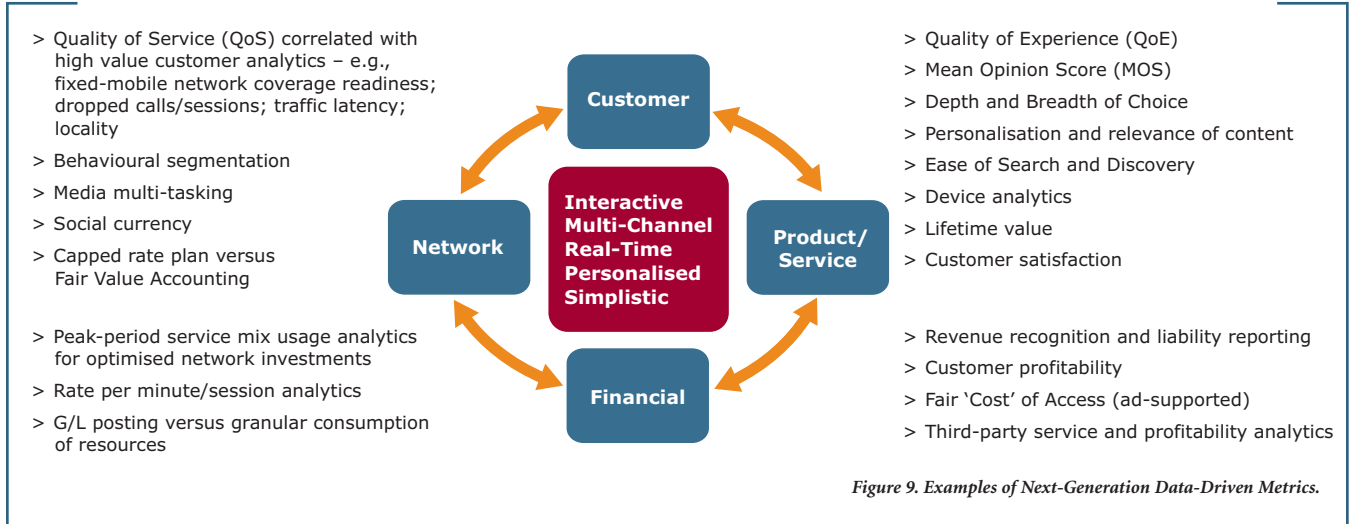 > Quality of Service (QoS) correlated with
high value customer analytics – e.g.,
fixed-mobile network coverage readiness;
dropped calls/sessions; traffic latency;
locality
> Behavioural segmentation
> Media multi-tasking
> Social currency
> Capped rate plan versus
Fair Value Accounting
> Peak-period service mix usage analytics
for optimised network investments
> Rate per minute/session analytics
> G/L posting versus granular consumption
of resources
Customer
Network
Interactive
Multi-Channel
Real-Time
Personalised
Simplistic
Product/
Service
Financial
> Quality of Experience (QoE)
> Mean Opinion Score (MOS)
> Depth and Breadth of Choice
> Personalisation and relevance of content
> Ease of Search and Discovery
> Device analytics
> Lifetime value
> Customer satisfaction
> Revenue recognition and liability reporting
> Customer profitability
> Fair ‘Cost’ of Access (ad-supported)
> Third-party service and profitability analytics
Figure 9. Examples of Next-Generation Data-Driven Metrics.